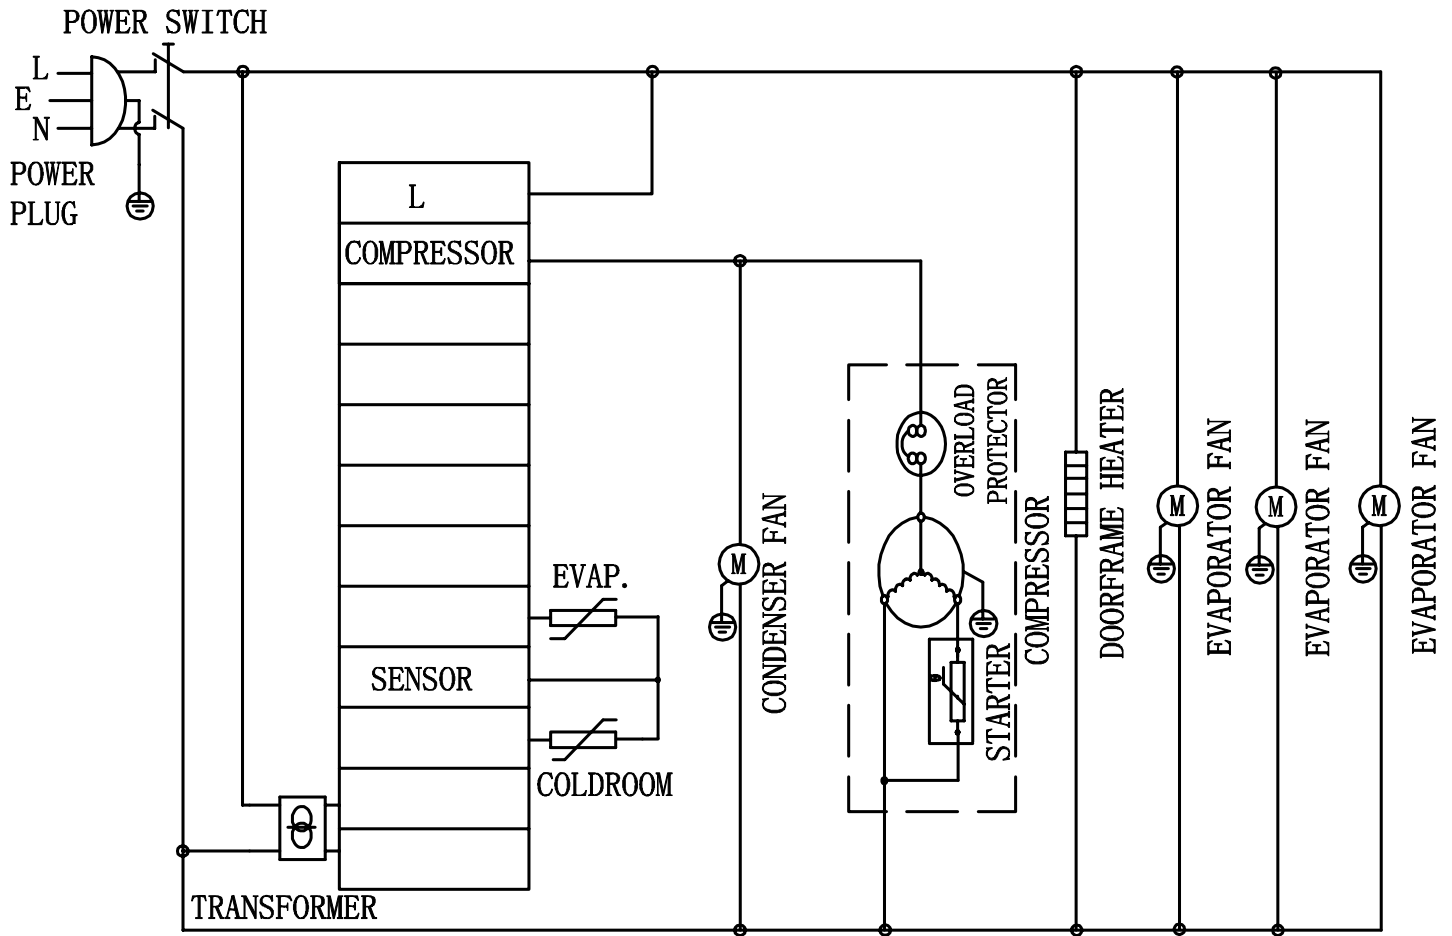 POWER SWITCH
L
E
N
POWER
PLUG
L
COMPRESSOR
EVAP.
SENSOR
COLDROOM
TRANSFORMER
M
CONDENSER FAN
OVERLOAD
PROTECTOR
STARTER
COMPRESSOR
DOORFRAME HEATER
M
EVAPORATOR FAN
M
EVAPORATOR FAN
M
EVAPORATOR FAN